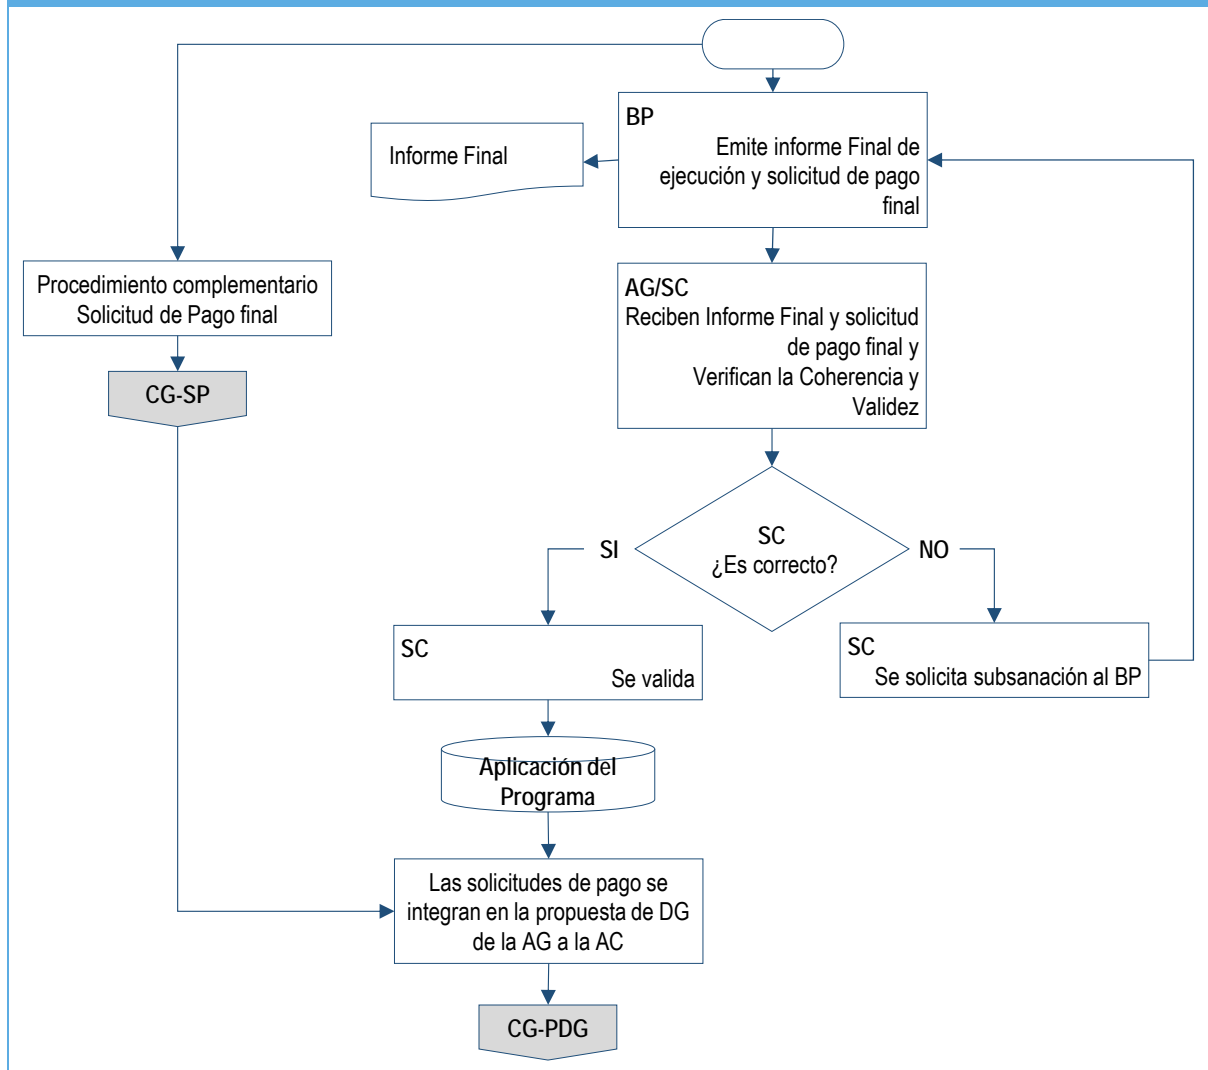 BP
Emite informe Final de
ejecución y solicitud de pago
final
Informe Final
Procedimiento complementario
Solicitud de Pago final
CG-SP
AG/SC
Reciben Informe Final y solicitud
de pago final y
Verifican la Coherencia y
Validez
SC
¿Es correcto?
SI
NO
SC
Se valida
SC
Se solicita subsanación al BP
Aplicación del
Programa
Las solicitudes de pago se
integran en la propuesta de DG
de la AG a la AC
CG-PDG